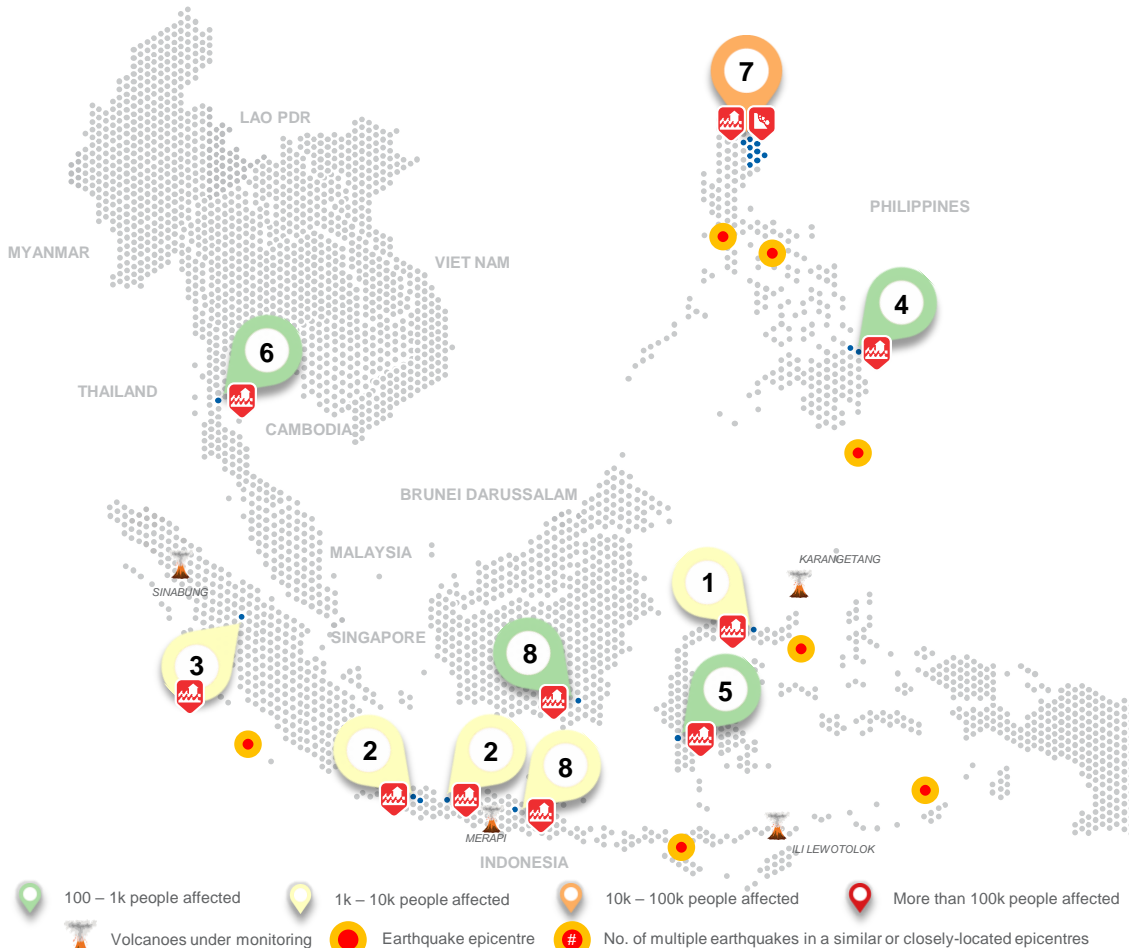 7
LAO PDR
PHILIPPINES
MYANMAR
VIET NAM
4
6
THAILAND
CAMBODIA
BRUNEI DARUSSALAM
MALAYSIA
KARANGETANG
SINABUNG
1
SINGAPORE
8
3
5
2
2
8
MERAPI
ILI LEWOTOLOK
INDONESIA
100 – 1k people affected
1k – 10k people affected
10k – 100k people affected
More than 100k people affected
Volcanoes under monitoring
Earthquake epicentre
#
No. of multiple earthquakes in a similar or closely-located epicentres